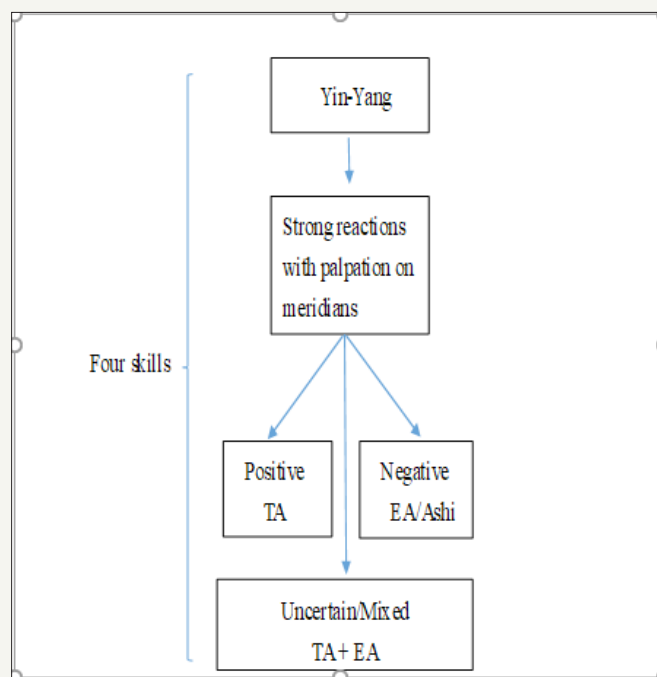 Yin-Yang
Strong reactions
with palpation on
meridians
Four skills
Positive
TA
Negative
EA/Ashi
Uncertain/Mixed
TA+ EA